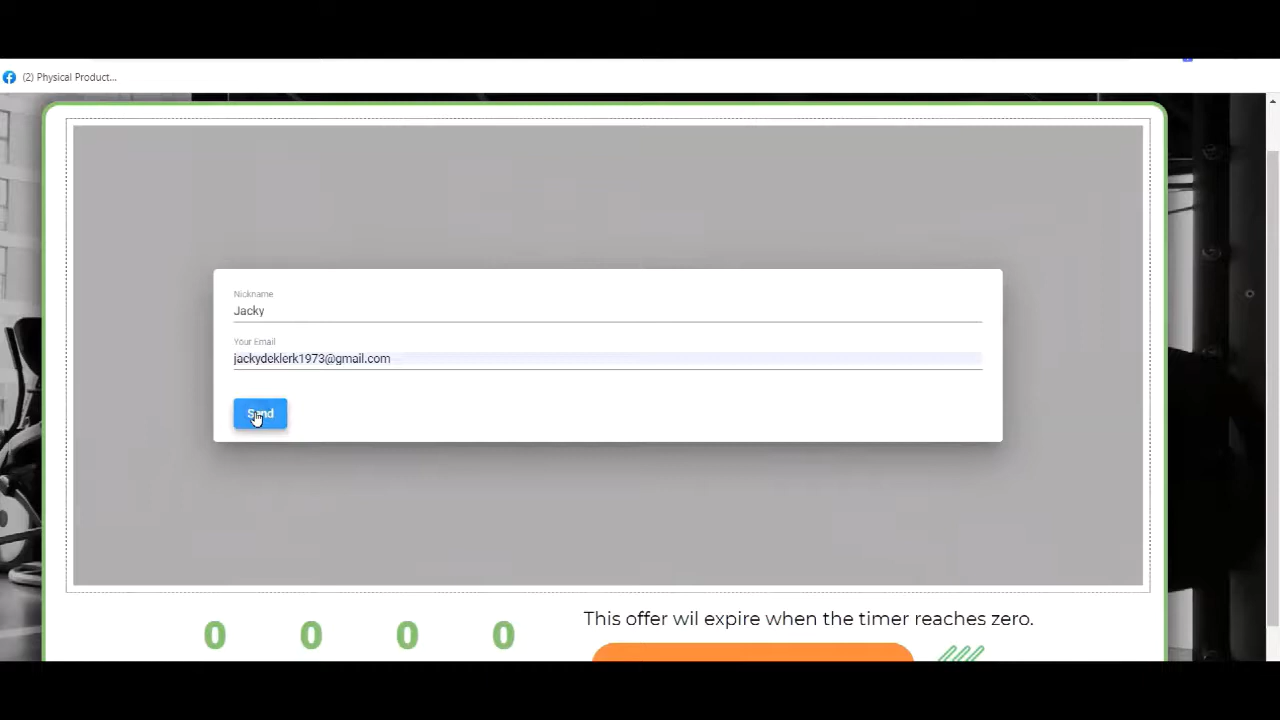 (2) Physical Product...
Nickname
Jacky
Your Email
jackydeklerk1973@gmail.com
Send
0 0 0 0
This offer wil expire when the timer reaches zero.